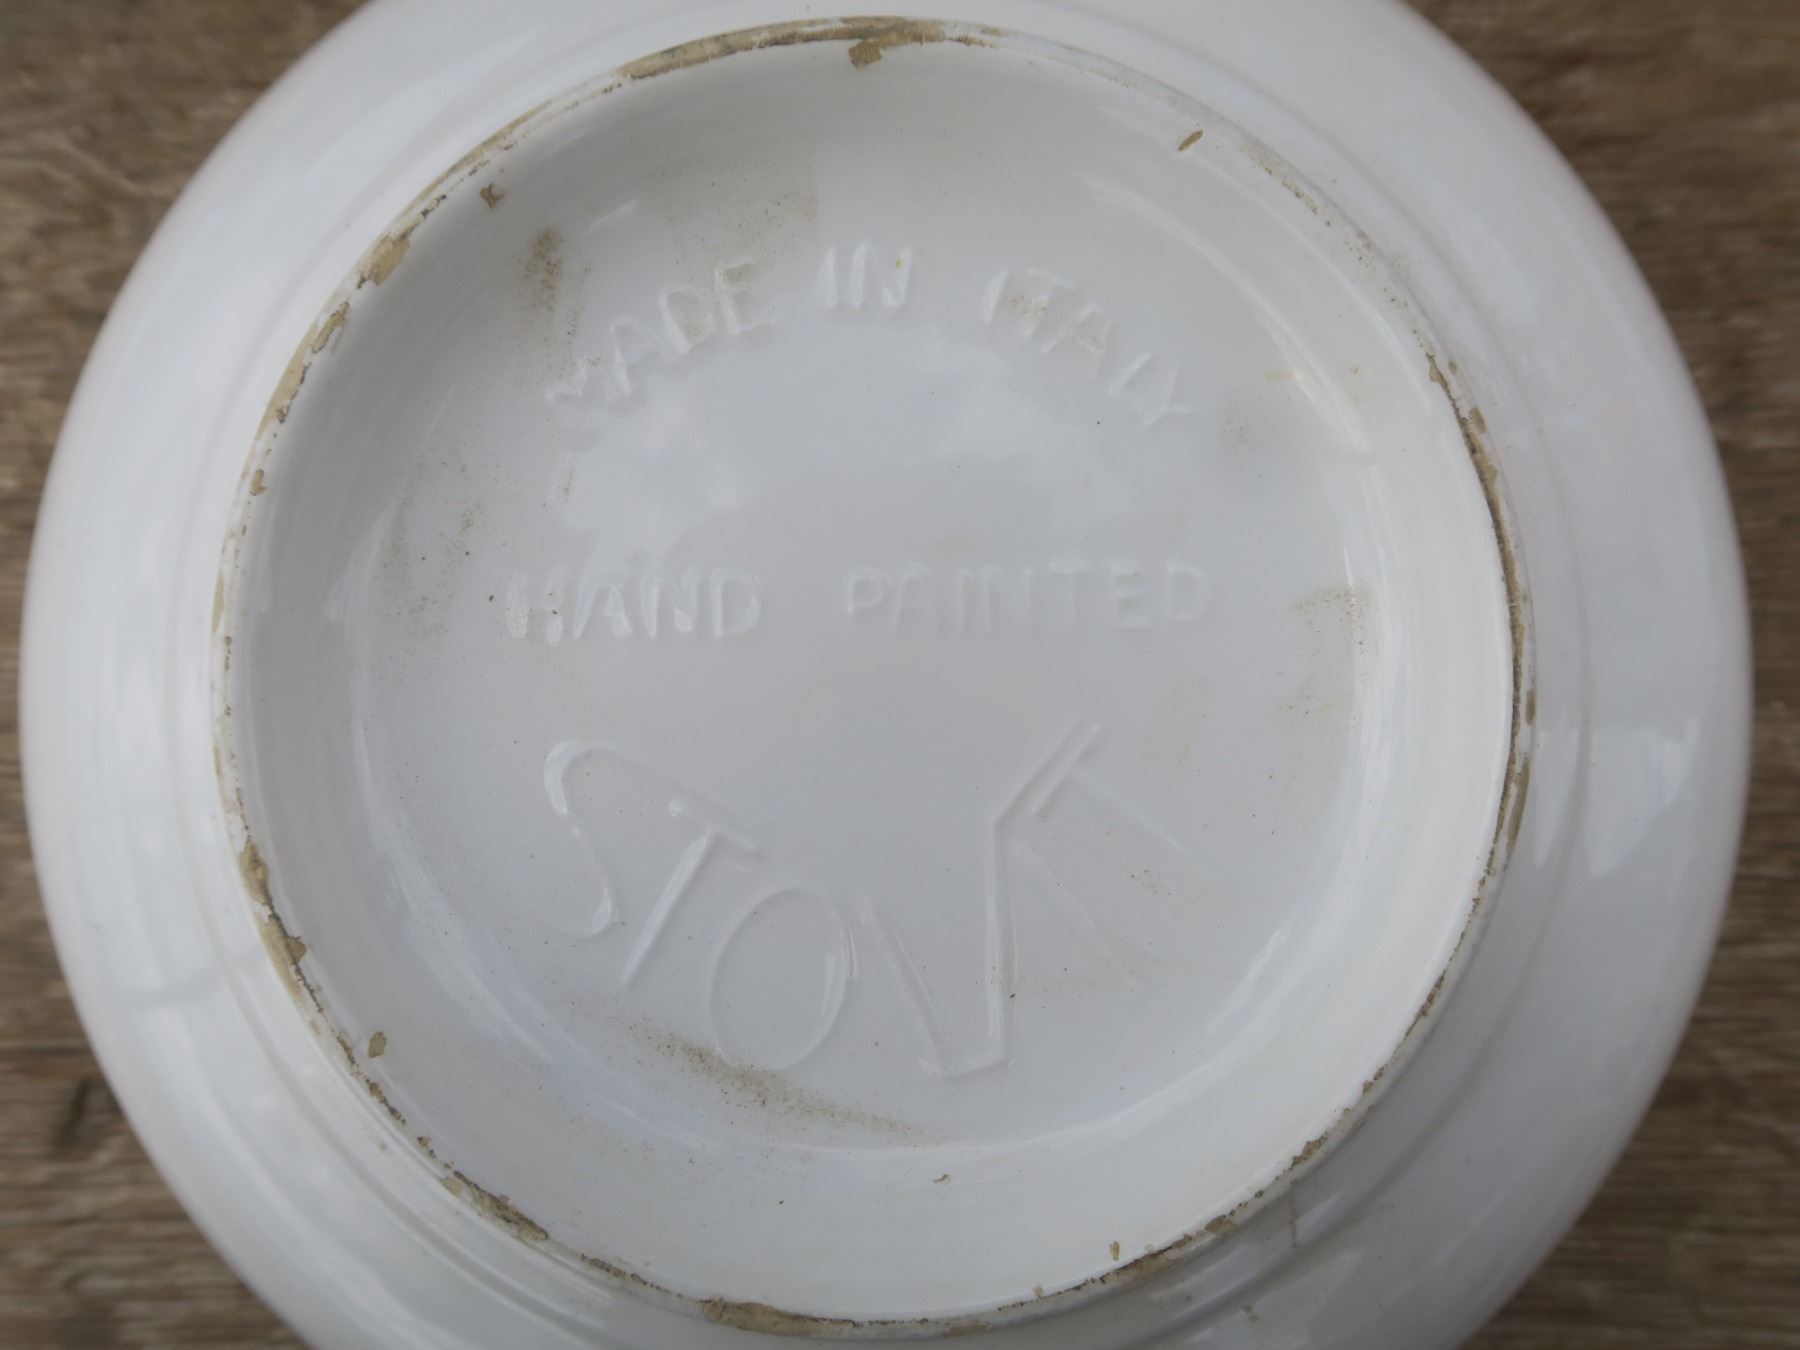 MADE IN ITALY
HAND PAINTED
STOVIT